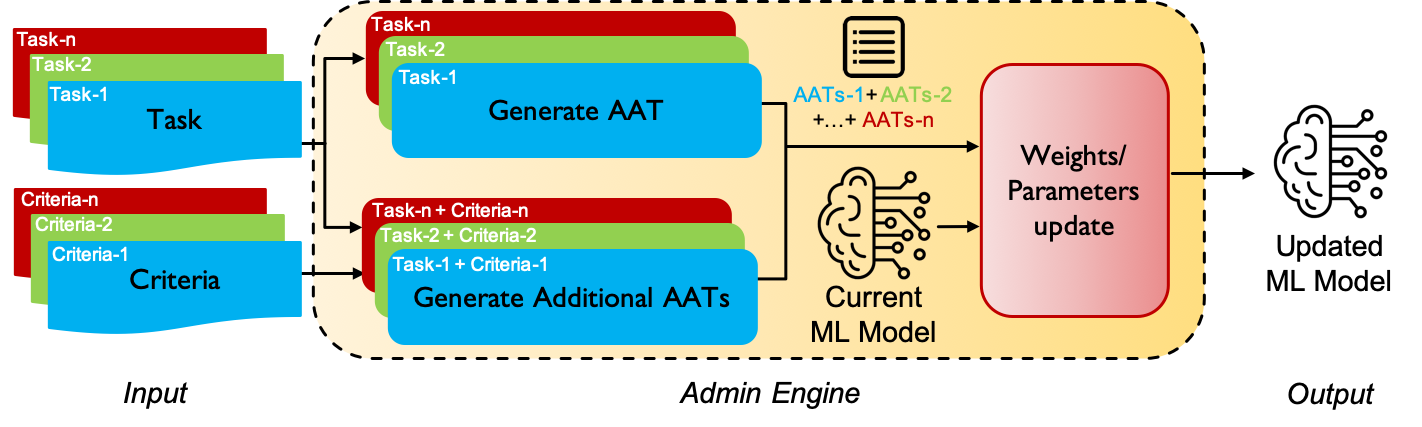 Task-n
Task-2
Task-1
Task
Criteria-n
Criteria-2
Criteria-1
Criteria
Task-n
Task-2
Task-1
Generate AAT
Task-n + Criteria-n
Task-2 + Criteria-2
Task-1 + Criteria-1
Generate Additional AATs
AATs-1+AATs-2
+...+ AATs-n
Current
ML Model
Weights/
Parameters
update
Updated
ML Model
Input
Admin Engine
Output